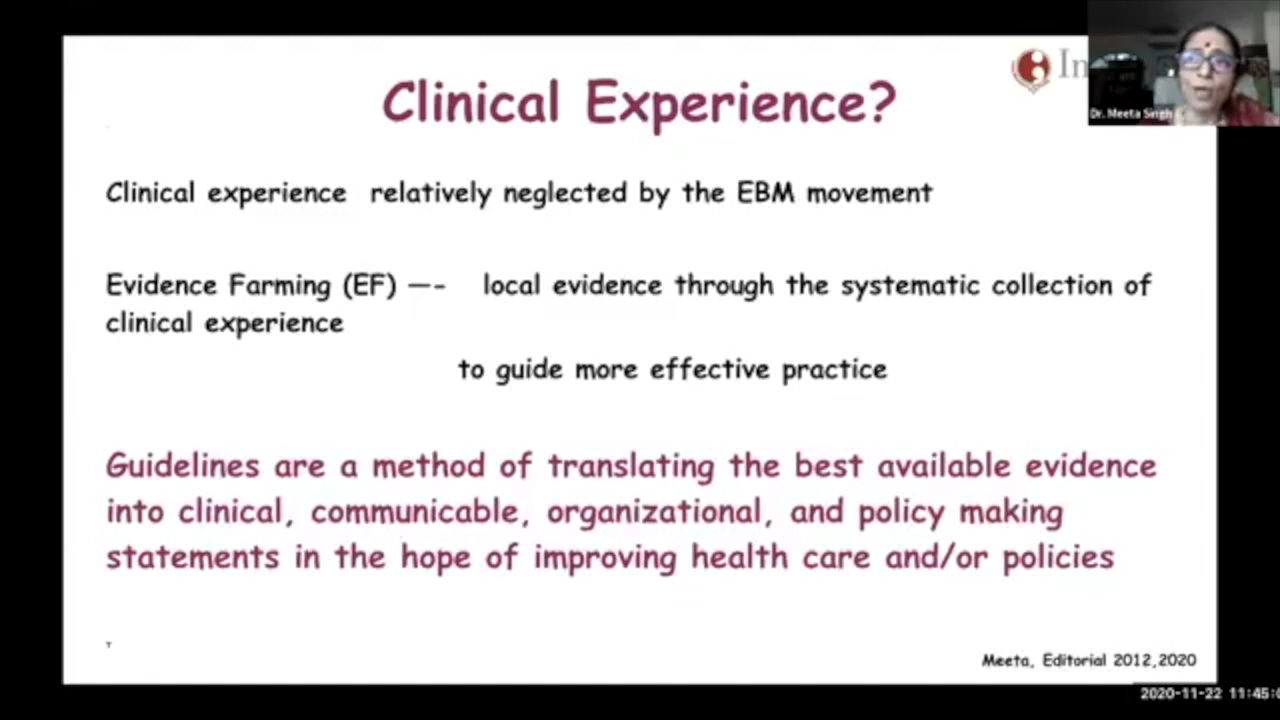 Clinical Experience?
In
Dr. Meeta Singh
Clinical experience relatively neglected by the EBM movement
Evidence Farming (EF) —- local evidence through the systematic collection of
clinical experience
to guide more effective practice
Guidelines are a method of translating the best available evidence
into clinical, communicable, organizational, and policy making
statements in the hope of improving health care and/or policies
T
Meeta, Editorial 2012,2020
2020-11-22 11:45:0